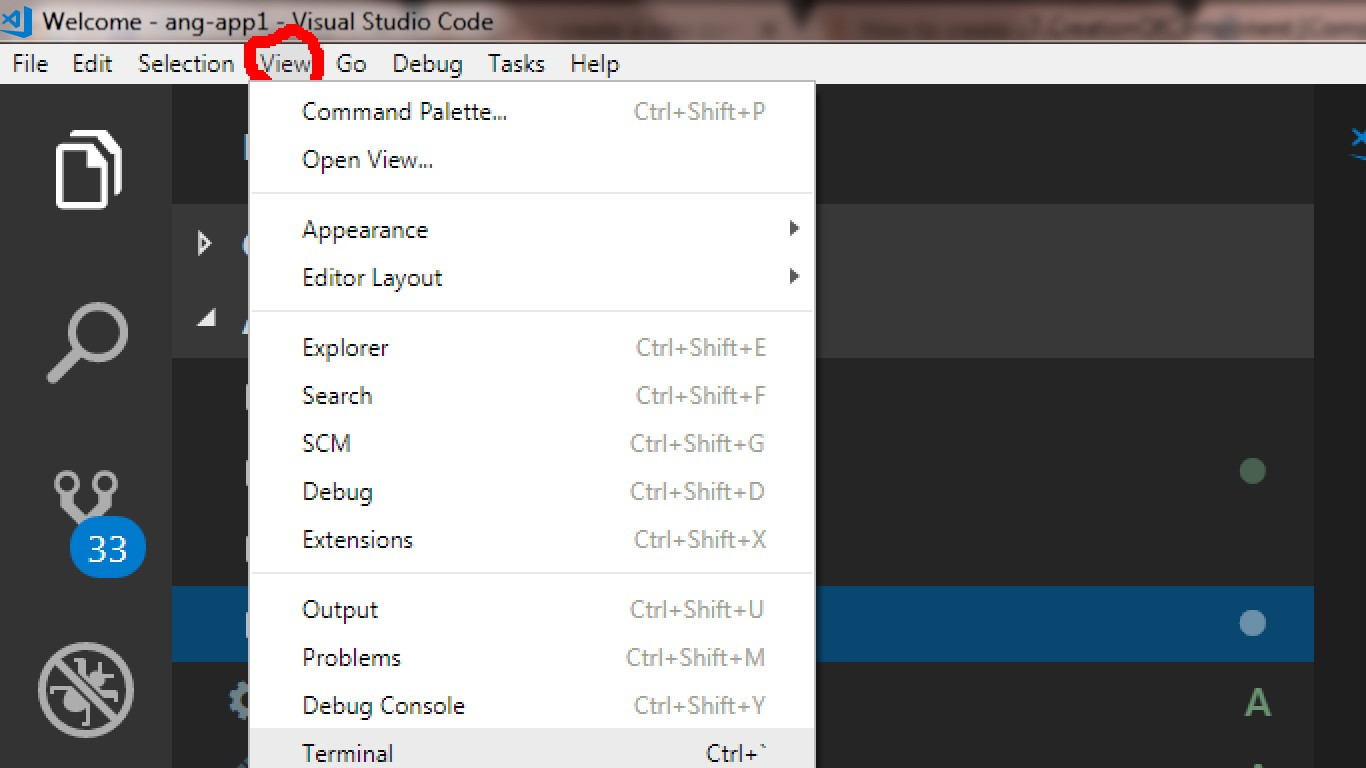 Welcome - ang-app1 - Visual Studio Code
File Edit Selection View Go Debug Tasks Help
Command Palette... Ctrl+Shift+P
Open View...
Appearance
Editor Layout
Explorer Ctrl+Shift+E
Search Ctrl+Shift+F
SCM Ctrl+Shift+G
Debug Ctrl+Shift+D
Extensions Ctrl+Shift+X
33
Output Ctrl+Shift+U
Problems Ctrl+Shift+M
Debug Console Ctrl+Shift+Y
A
Terminal Ctrl+`